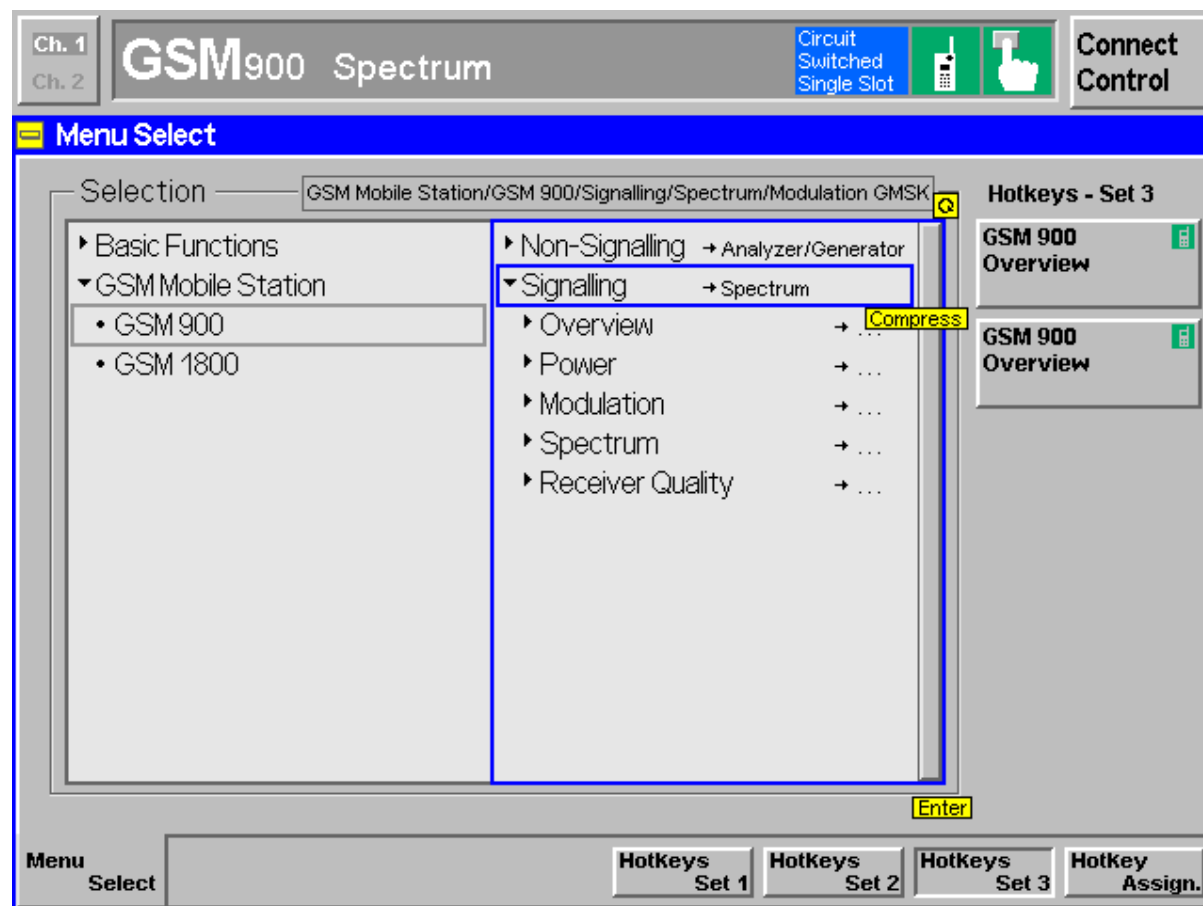 Ch. 1
Ch. 2
GSM900 Spectrum
Circuit
Switched
Single Slot
Connect
Control
Menu Select
Selection
GSM Mobile Station/GSM 900/Signalling/Spectrum/Modulation GMSK
Hotkeys - Set 3
Basic Functions
GSM Mobile Station
• GSM 900
• GSM 1800
Non-Signalling → Analyzer/Generator
Signalling → Spectrum
Compress
Overview → ...
Power → ...
Modulation → ...
Spectrum → ...
Receiver Quality → ...
GSM 900
Overview
GSM 900
Overview
Enter
Menu
Select
Hotkeys
Set 1
Hotkeys
Set 2
Hotkeys
Set 3
Hotkey
Assign.